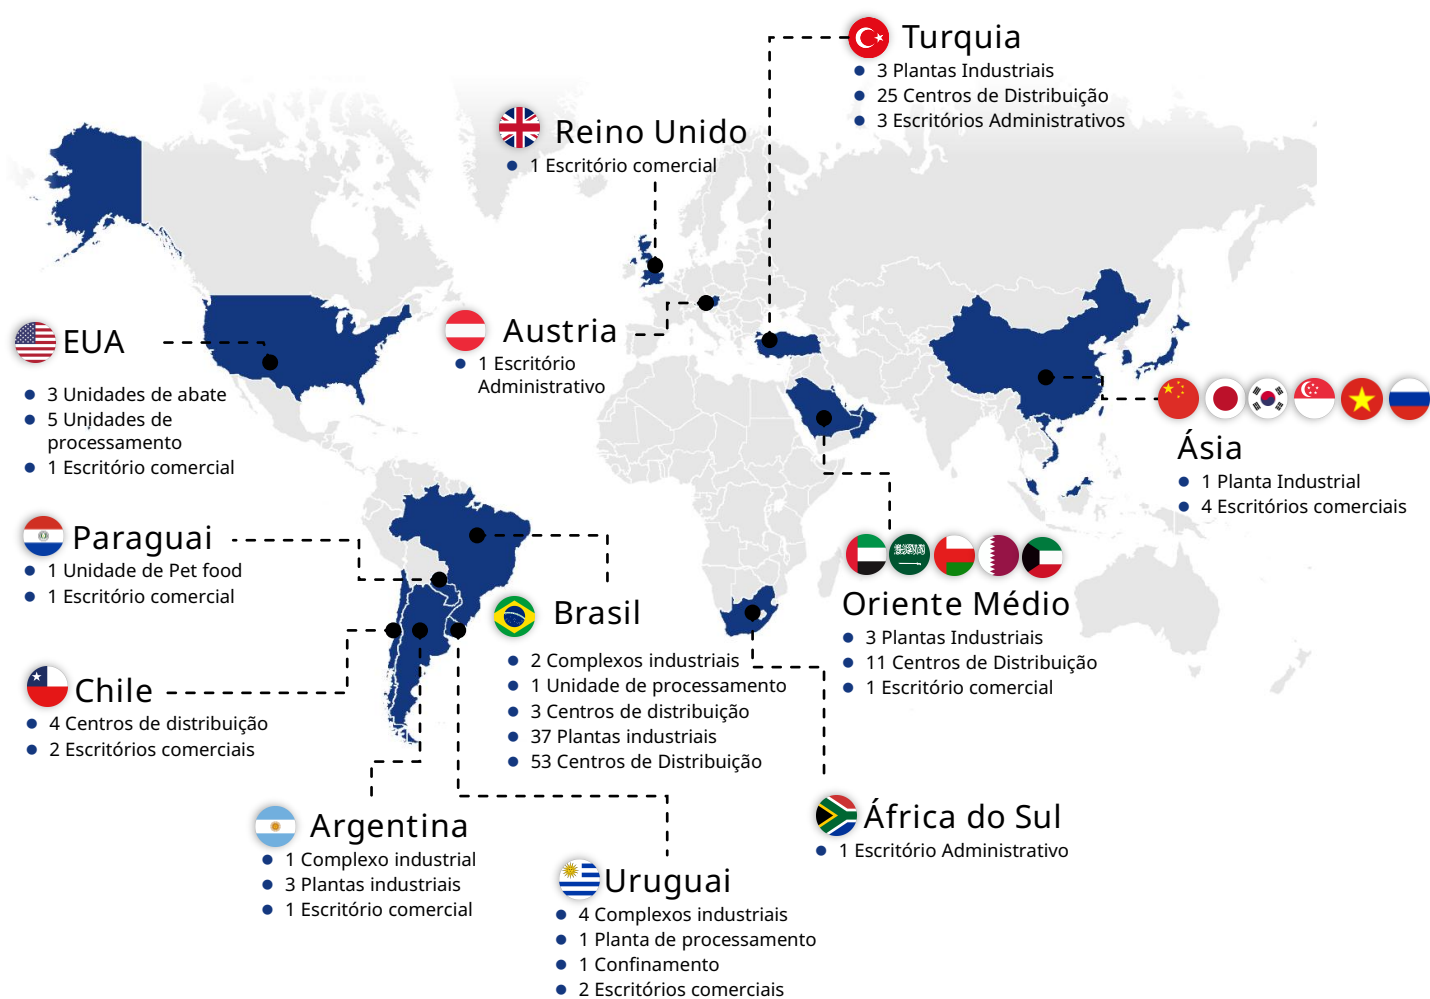 Turquia
3 Plantas Industriais
25 Centros de Distribuição
3 Escritórios Administrativos
Reino Unido
1 Escritório comercial
EUA
3 Unidades de abate
5 Unidades de
processamento
1 Escritório comercial
Austria
1 Escritório
Administrativo
Ásia
1 Planta Industrial
4 Escritórios comerciais
Paraguai
1 Unidade de Pet food
1 Escritório comercial
Brasil
2 Complexos industriais
1 Unidade de processamento
3 Centros de distribuição
37 Plantas industriais
53 Centros de Distribuição
Oriente Médio
3 Plantas Industriais
11 Centros de Distribuição
1 Escritório comercial
Chile
4 Centros de distribuição
2 Escritórios comerciais
Argentina
1 Complexo industrial
3 Plantas industriais
1 Escritório comercial
África do Sul
1 Escritório Administrativo
Uruguai
4 Complexos industriais
1 Planta de processamento
1 Confinamento
2 Escritórios comerciais